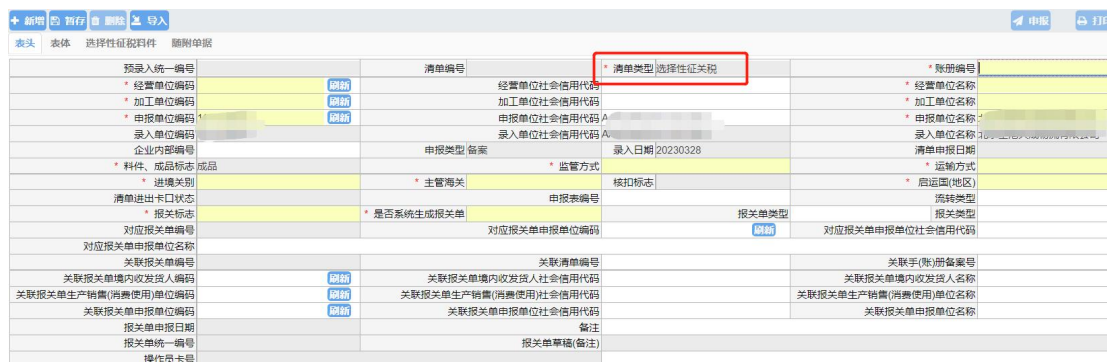 新增 暂存 删除 导入 申报 打印
表头 表体 选择性征税料件 随附单据
预录入统一编号 清单编号 * 清单类型 选择性征关税 * 账册编号
* 经营单位编码 刷新 经营单位社会信用代码 * 经营单位名称
* 加工单位编码 刷新 加工单位社会信用代码 * 加工单位名称
* 申报单位编码 刷新 申报单位社会信用代码 * 申报单位名称
录入单位编码 录入单位社会信用代码 录入单位名称
企业内部编号 申报类型 备案 录入日期 20230328 清单申报日期
* 料件、成品标志 成品 * 监管方式 * 运输方式
* 进境关别 * 主管海关 核扣标志 * 启运国(地区)
清单进出卡口状态 申报表编号 流转类型
* 报关标志 * 是否系统生成报关单 报关单类型 报关类型
对应报关单编号 对应报关单申报单位编码 刷新 对应报关单申报单位社会信用代码
对应报关单申报单位名称
关联报关单编号 关联清单编号 关联手(账)册备案号
关联报关单境内收发货人编码 刷新 关联报关单境内收发货人社会信用代码 关联报关单境内收发货人名称
关联报关单生产销售(消费使用)单位编码 刷新 关联报关单生产销售(消费使用)社会信用代码 关联报关单生产销售(消费使用)单位名称
关联报关单申报单位编码 刷新 关联报关单申报单位社会信用代码 关联报关单申报单位名称
报关单申报日期 备注
报关单统一编号 报关单草稿(备注)
操作员卡号